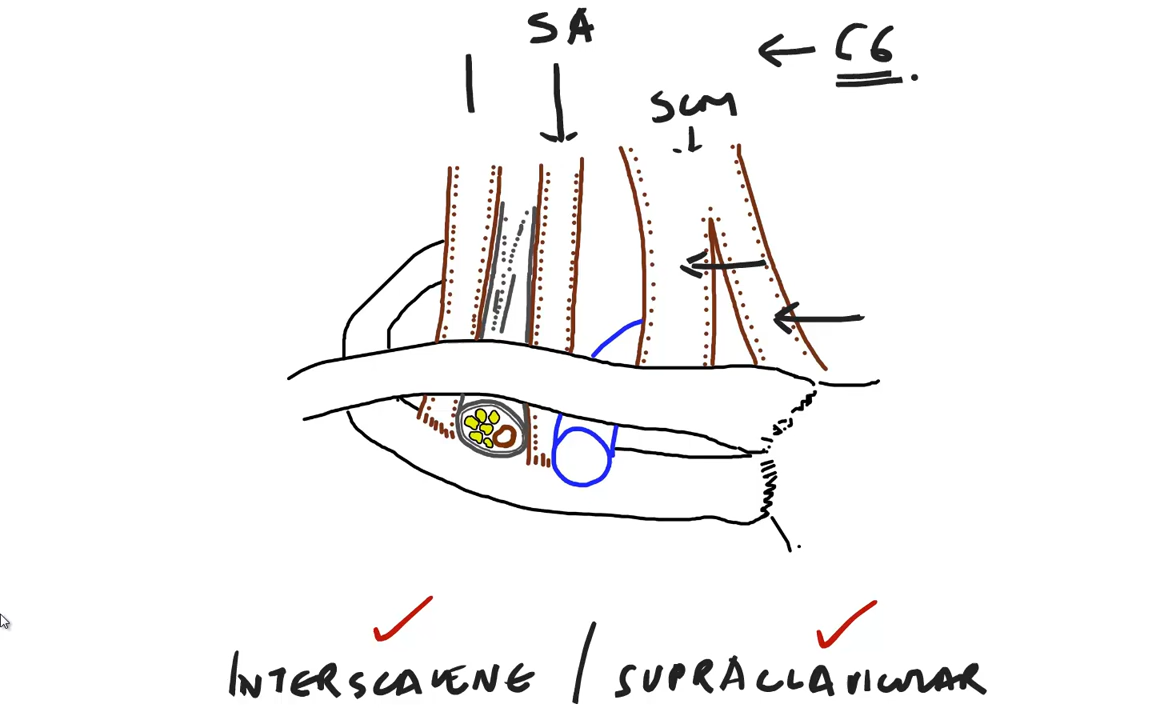 SA
← C6.
SCM
INTERSCALENE / SUPRACLAVICULAR